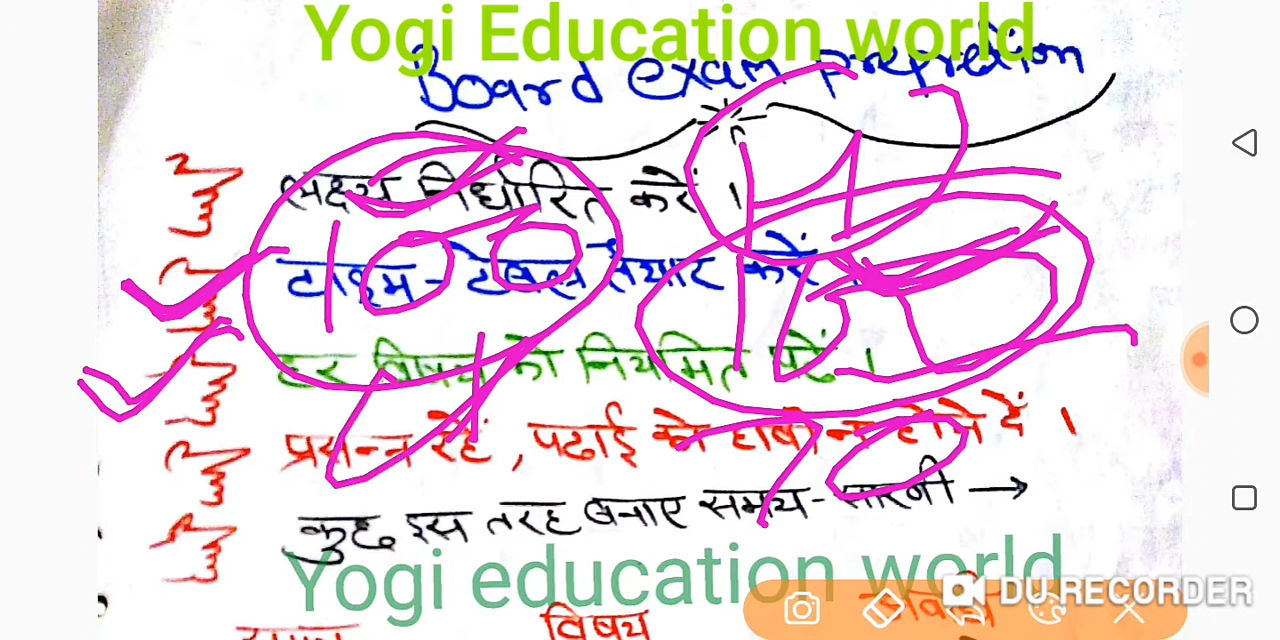 Yogi Education world
Board exam prepretion
लक्ष्य निर्धारित करे ।
टाइम-टेबल तैयार करें
हर विषय को नियमित पढें ।
प्रसन्न रहें, पढाई को हावी न होने दें ।
कुछ इस तरह बनाए समय-सारणी →
Yogi education world
DU RECORDER
विषय